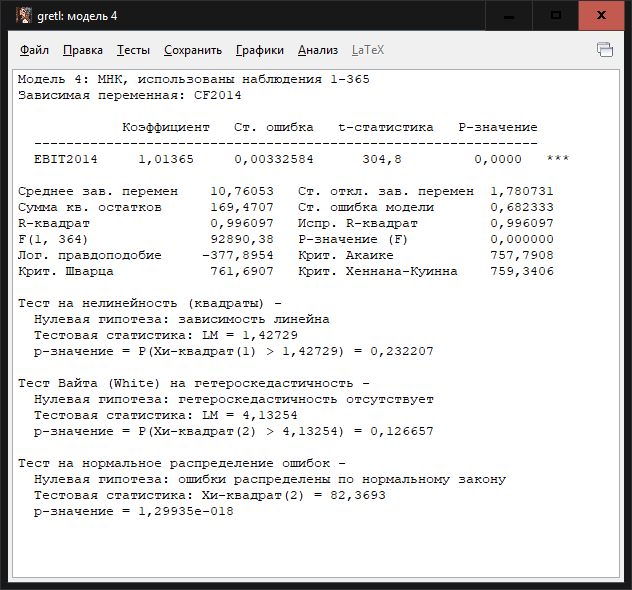 gretl: модель 4
Файл Правка Тесты Сохранить Графики Анализ LaTeX
Модель 4: МНК, использованы наблюдения 1-365
Зависимая переменная: CF2014
Коэффициент Ст. ошибка t-статистика P-значение
---------------------------------------------------------------
EBIT2014 1,01365 0,00332584 304,8 0,0000 ***
Среднее зав. перемен 10,76053 Ст. откл. зав. перемен 1,780731
Сумма кв. остатков 169,4707 Ст. ошибка модели 0,682333
R-квадрат 0,996097 Испр. R-квадрат 0,996097
F(1, 364) 92890,38 Р-значение (F) 0,000000
Лог. правдоподобие -377,8954 Крит. Акаике 757,7908
Крит. Шварца 761,6907 Крит. Хеннана-Куинна 759,3406
Тест на нелинейность (квадраты) -
Нулевая гипотеза: зависимость линейна
Тестовая статистика: LM = 1,42729
р-значение = P(Хи-квадрат(1) > 1,42729) = 0,232207
Тест Вайта (White) на гетероскедастичность -
Нулевая гипотеза: гетероскедастичность отсутствует
Тестовая статистика: LM = 4,13254
р-значение = P(Хи-квадрат(2) > 4,13254) = 0,126657
Тест на нормальное распределение ошибок -
Нулевая гипотеза: ошибки распределены по нормальному закону
Тестовая статистика: Хи-квадрат(2) = 82,3693
р-значение = 1,29935e-018